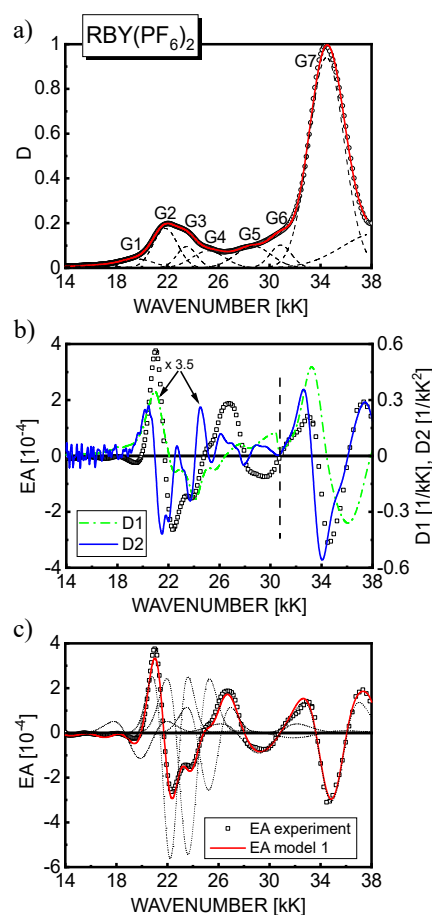 a)
RBY(PF6)2
D
1
0.8
0.6
0.4
0.2
0
G1
G2
G3
G4
G5
G6
G7
14 18 22 26 30 34 38
WAVENUMBER [kK]
b)
EA [10-4]
4
2
0
-2
-4
x 3.5
D1
D2
0.6
0.3
0.0
-0.3
-0.6
D1 [1/kK], D2 [1/kK2]
14 18 22 26 30 34 38
WAVENUMBER [kK]
c)
EA [10-4]
4
2
0
-2
-4
-6
EA experiment
EA model 1
14 18 22 26 30 34 38
WAVENUMBER [kK]